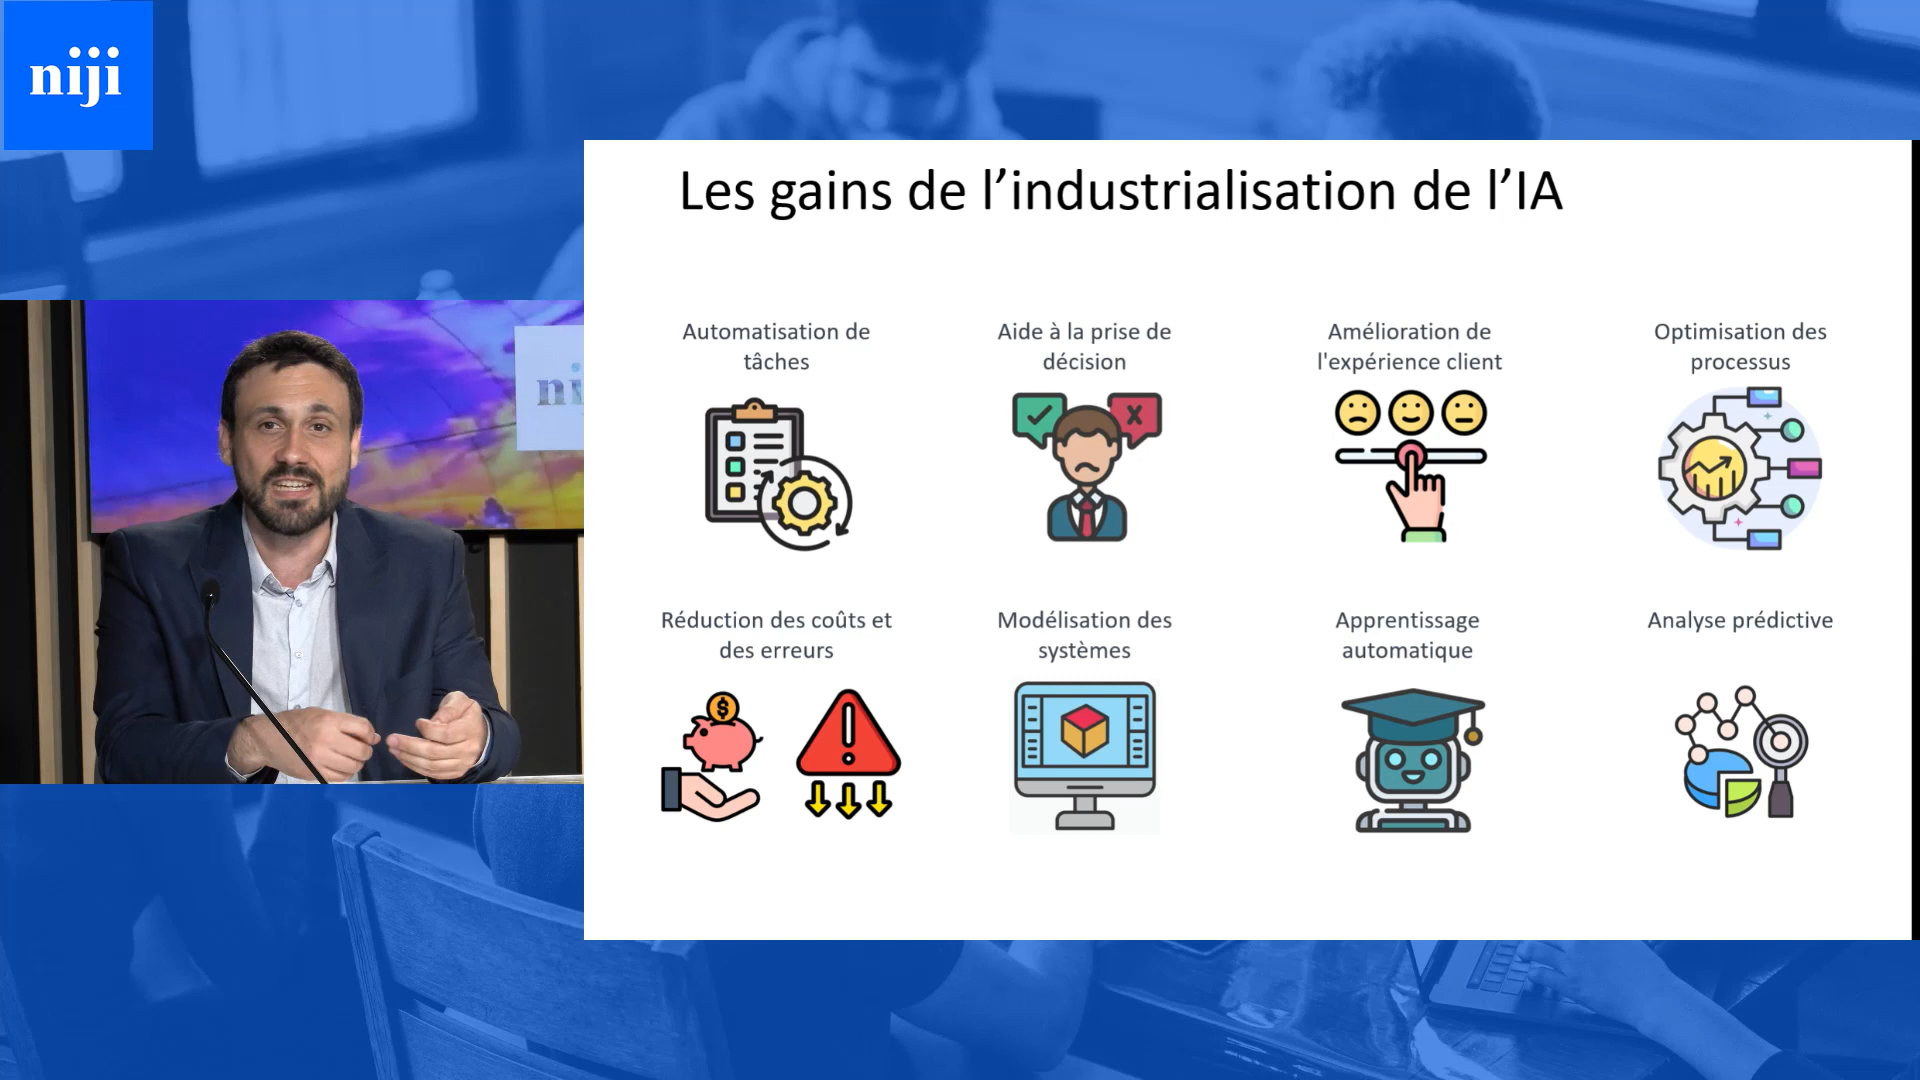 niji
Les gains de l’industrialisation de l’IA
Automatisation de
tâches
Aide à la prise de
décision
Amélioration de
l'expérience client
Optimisation des
processus
Réduction des coûts et
des erreurs
Modélisation des
systèmes
Apprentissage
automatique
Analyse prédictive